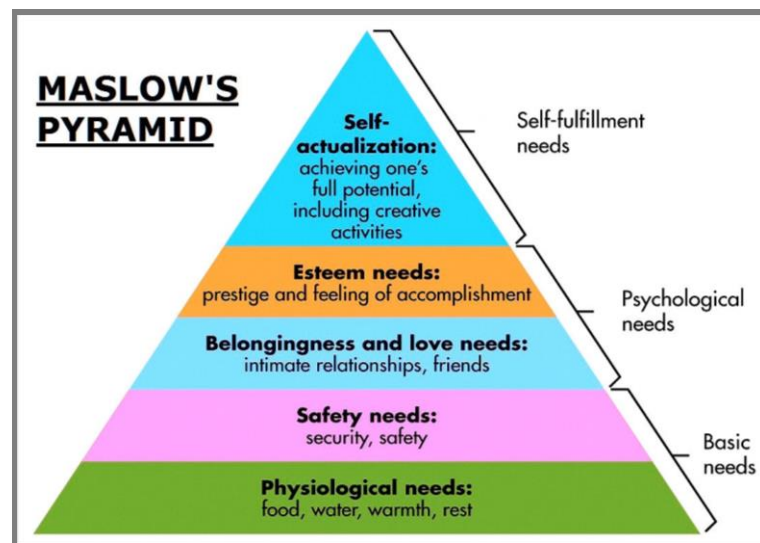 MASLOW'S
PYRAMID
Self-
actualization:
achieving one's
full potential,
including creative
activities
Self-fulfillment
needs
Esteem needs:
prestige and feeling of accomplishment
Belongingness and love needs:
intimate relationships, friends
Psychological
needs
Safety needs:
security, safety
Physiological needs:
food, water, warmth, rest
Basic
needs